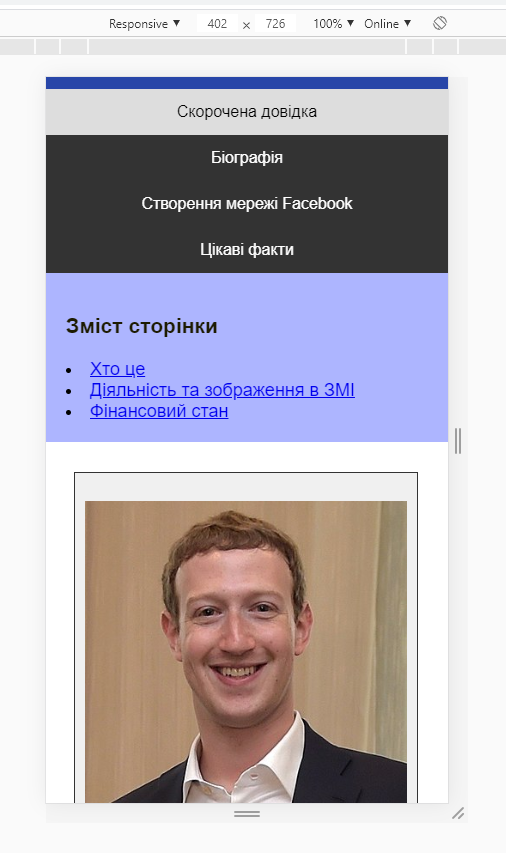 Responsive ▼ 402 × 726 100% ▼ Online ▼
Скорочена довідка
Біографія
Створення мережі Facebook
Цікаві факти
Зміст сторінки
Хто це
Діяльність та зображення в ЗМІ
Фінансовий стан